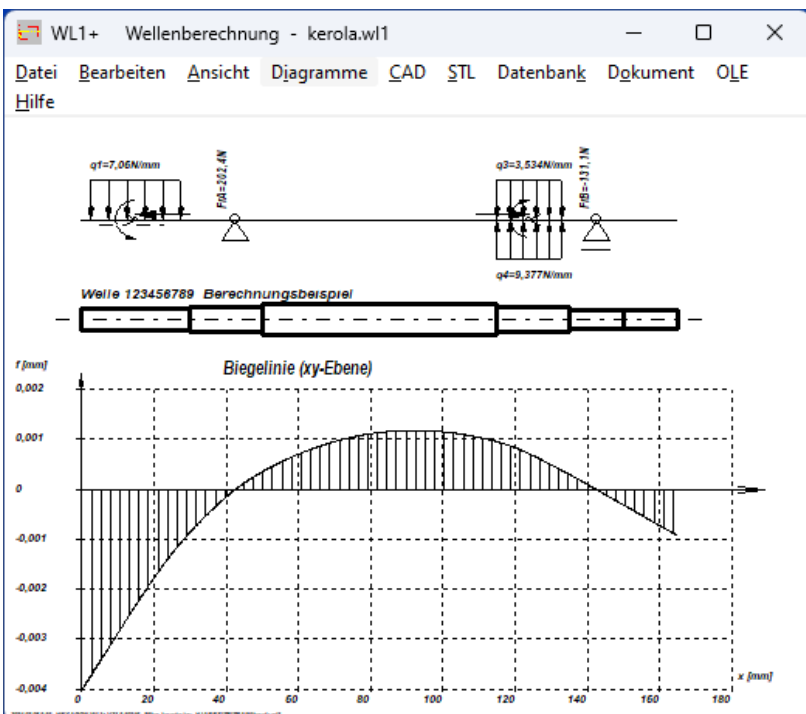 WL1+ Wellenberechnung - kerola.wl1
Datei Bearbeiten Ansicht Diagramme CAD STL Datenbank Dokument OLE
Hilfe
q1=7,06N/mm
FrA=202,4N
q3=3,534N/mm
FrB=-131,1N
q4=9,377N/mm
Welle 123456789 Berechnungsbeispiel
f [mm]
Biegelinie (xy-Ebene)
0,002
0,001
0
-0,001
-0,002
-0,003
-0,004
x [mm]
0 20 40 60 80 100 120 140 160 180